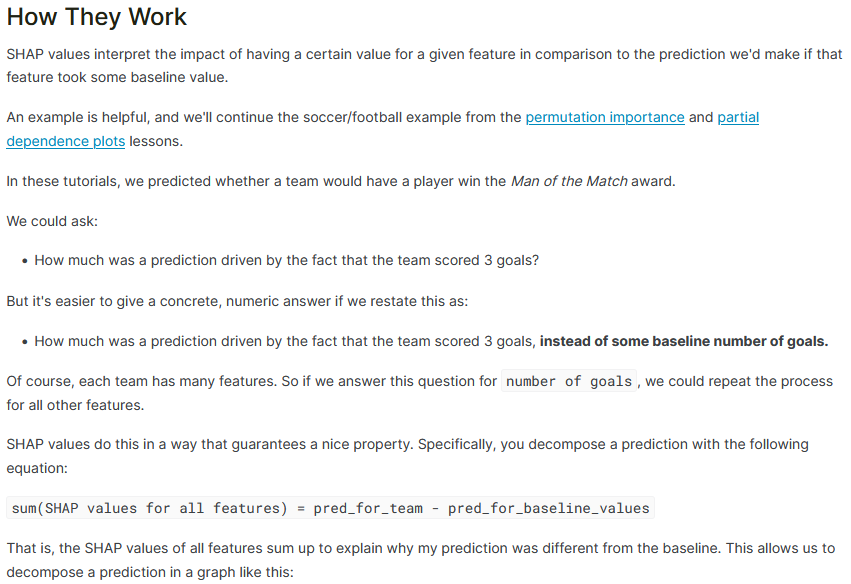 How They Work
SHAP values interpret the impact of having a certain value for a given feature in comparison to the prediction we'd make if that
feature took some baseline value.
An example is helpful, and we'll continue the soccer/football example from the permutation importance and partial
dependence plots lessons.
In these tutorials, we predicted whether a team would have a player win the Man of the Match award.
We could ask:
• How much was a prediction driven by the fact that the team scored 3 goals?
But it's easier to give a concrete, numeric answer if we restate this as:
• How much was a prediction driven by the fact that the team scored 3 goals, instead of some baseline number of goals.
Of course, each team has many features. So if we answer this question for number of goals , we could repeat the process
for all other features.
SHAP values do this in a way that guarantees a nice property. Specifically, you decompose a prediction with the following
equation:
sum(SHAP values for all features) = pred_for_team - pred_for_baseline_values
That is, the SHAP values of all features sum up to explain why my prediction was different from the baseline. This allows us to
decompose a prediction in a graph like this: